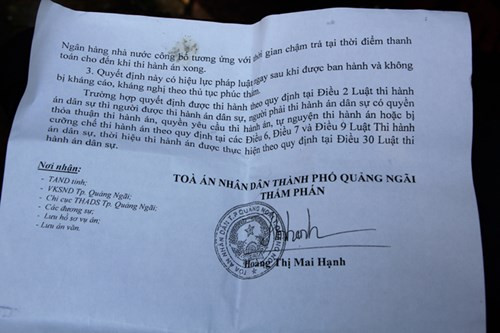 Ngân hàng nhà nước công bố tương ứng với thời gian chậm trả tại thời điểm thanh
toán cho đến khi thi hành án xong.
3. Quyết định này có hiệu lực pháp luật ngay sau khi được ban hành và không
bị kháng cáo, kháng nghị theo thủ tục phúc thẩm.
Trường hợp quyết định được thi hành theo quy định tại Điều 2 Luật thi hành
án dân sự thì người được thi hành án dân sự, người phải thi hành án dân sự có quyền
thỏa thuận thi hành án, quyền yêu cầu thi hành án, tự nguyện thi hành án hoặc bị
cưỡng chế thi hành án theo quy định tại các Điều 6, Điều 7 và Điều 9 Luật Thi hành
án dân sự, thời hiệu thi hành án được thực hiện theo quy định tại Điều 30 Luật thi
hành án dân sự.
Nơi nhận:
- TAND tỉnh;
- VKSND Tp. Quảng Ngãi;
- Chi cục THADS Tp. Quảng Ngãi;
- Các đương sự;
- Lưu hồ sơ vụ án;
- Lưu án văn.
TOÀ ÁN NHÂN DÂN THÀNH PHỐ QUẢNG NGÃI
THẨM PHÁN
Hoàng Thị Mai Hạnh